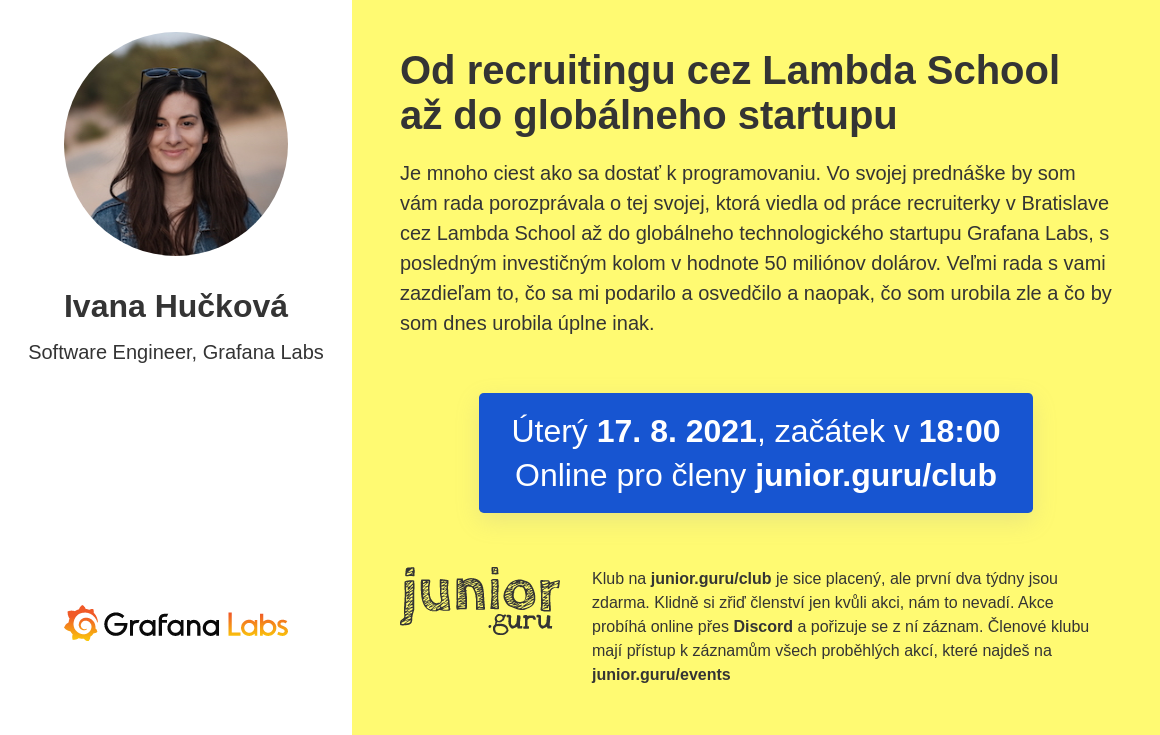 Ivana Hučková
Software Engineer, Grafana Labs
Grafana Labs
Od recruitingu cez Lambda School
až do globálneho startupu
Je mnoho ciest ako sa dostať k programovaniu. Vo svojej prednáške by som
vám rada porozprávala o tej svojej, ktorá viedla od práce recruiterky v Bratislave
cez Lambda School až do globálneho technologického startupu Grafana Labs, s
posledným investičným kolom v hodnote 50 miliónov dolárov. Veľmi rada s vami
zazdieľam to, čo sa mi podarilo a osvedčilo a naopak, čo som urobila zle a čo by
som dnes urobila úplne inak.
Úterý 17. 8. 2021, začátek v 18:00
Online pro členy junior.guru/club
junior
.guru
Klub na junior.guru/club je sice placený, ale první dva týdny jsou
zdarma. Klidně si zřiď členství jen kvůli akci, nám to nevadí. Akce
probíhá online přes Discord a pořizuje se z ní záznam. Členové klubu
mají přístup k záznamům všech proběhlých akcí, které najdeš na
junior.guru/events